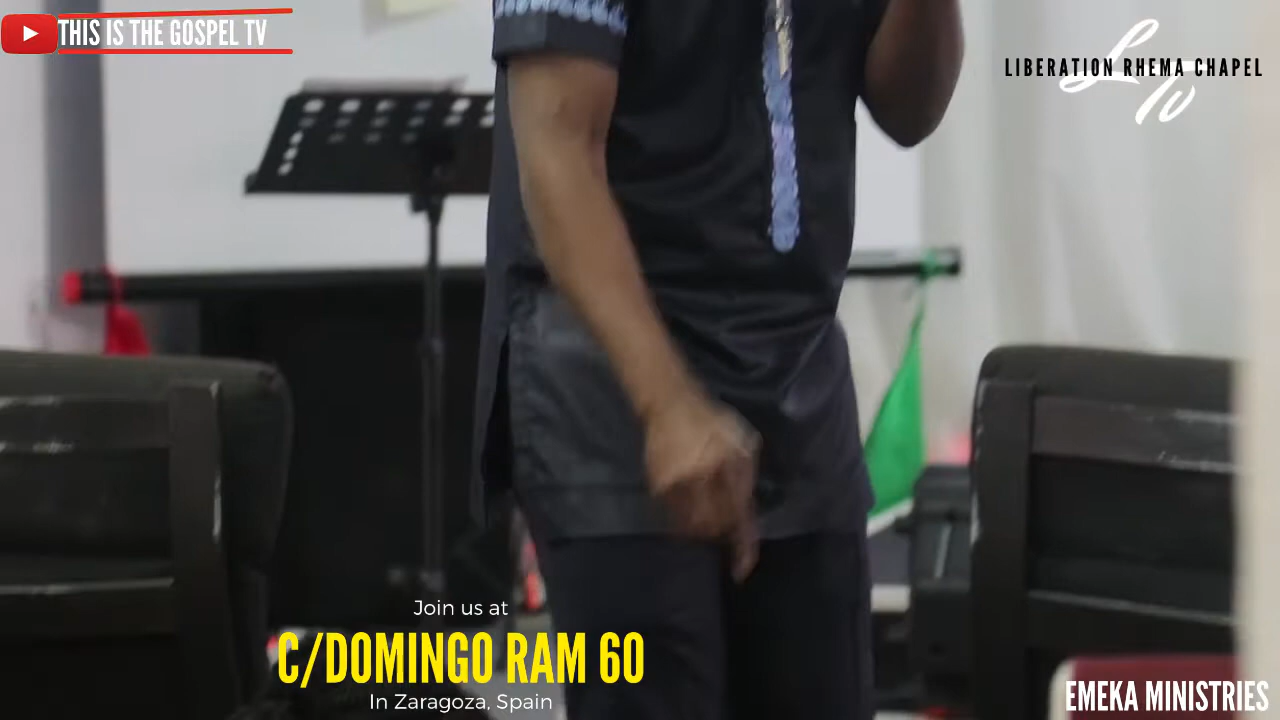 THIS IS THE GOSPEL TV
LIBERATION RHEMA CHAPEL
L TV
Join us at
C/DOMINGO RAM 60
In Zaragoza, Spain
EMEKA MINISTRIES